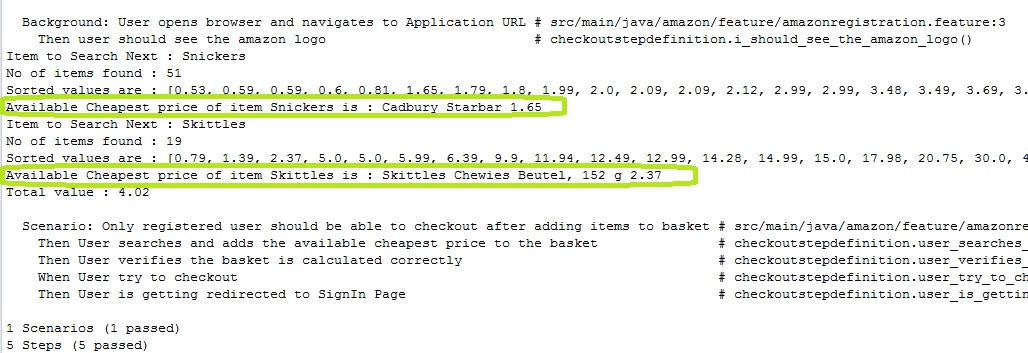 Background: User opens browser and navigates to Application URL # src/main/java/amazon/feature/amazonregistration.feature:3
Then user should see the amazon logo # checkoutstepdefinition.i_should_see_the_amazon_logo()
Item to Search Next : Snickers
No of items found : 51
Sorted values are : [0.53, 0.59, 0.59, 0.6, 0.81, 1.65, 1.79, 1.8, 1.99, 2.0, 2.09, 2.09, 2.12, 2.99, 2.99, 3.48, 3.49, 3.69, 3.
Available Cheapest price of item Snickers is : Cadbury Starbar 1.65
Item to Search Next : Skittles
No of items found : 19
Sorted values are : [0.79, 1.39, 2.37, 5.0, 5.0, 5.99, 6.39, 9.9, 11.94, 12.49, 12.99, 14.28, 14.99, 15.0, 17.98, 20.75, 30.0, 4
Available Cheapest price of item Skittles is : Skittles Chewies Beutel, 152 g 2.37
Total value : 4.02
Scenario: Only registered user should be able to checkout after adding items to basket # src/main/java/amazon/feature/amazonre
Then User searches and adds the available cheapest price to the basket # checkoutstepdefinition.user_searches_
Then User verifies the basket is calculated correctly # checkoutstepdefinition.user_verifies_
When User try to checkout # checkoutstepdefinition.user_try_to_ch
Then User is getting redirected to SignIn Page # checkoutstepdefinition.user_is_gettin
1 Scenarios (1 passed)
5 Steps (5 passed)